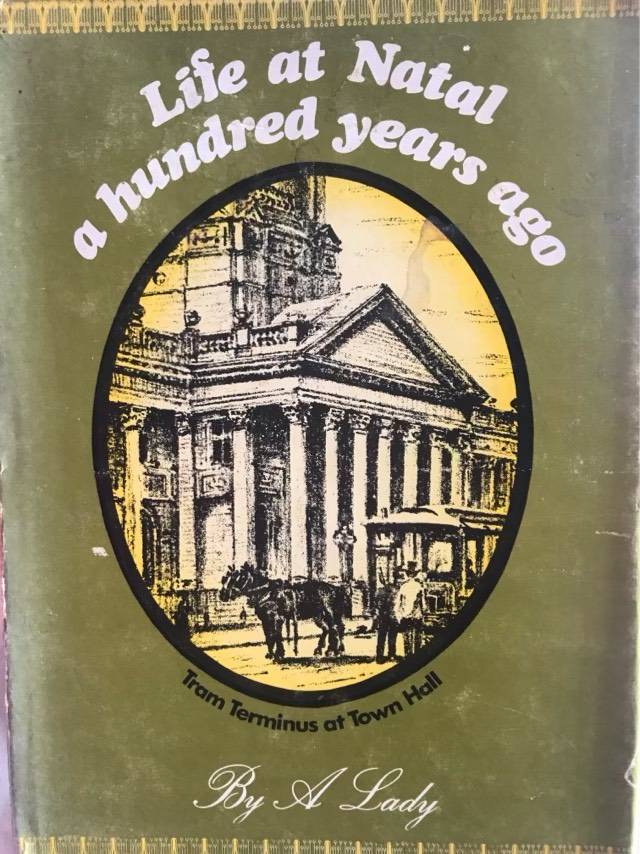 Life at Natal
a hundred years ago
Tram Terminus at Town Hall
By A Lady